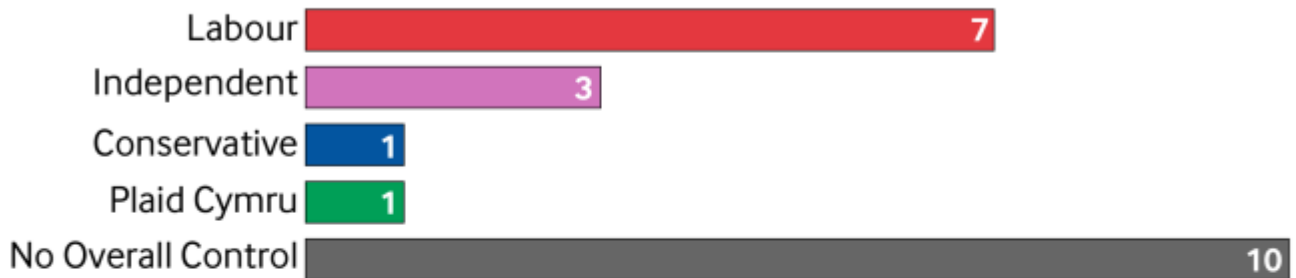 Labour 7
Independent 3
Conservative 1
Plaid Cymru 1
No Overall Control 10